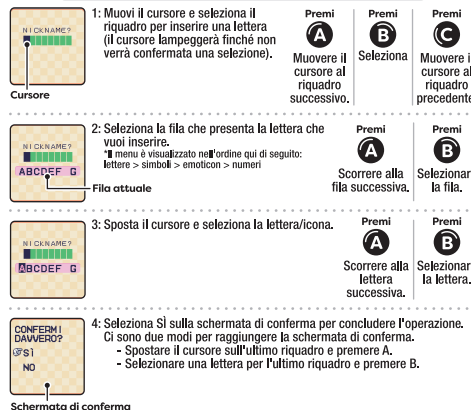 1: Muovi il cursore e seleziona il
riquadro per inserire una lettera
(il cursore lampeggerà finché non
verrà confermata una selezione).
NICKNAME?
Cursore
Premi
A
Muovere il
cursore al
riquadro
successivo.
Premi
B
Seleziona
Premi
C
Muovere i
cursore al
riquadro
precedente
2: Seleziona la fila che presenta la lettera che
vuoi inserire.
*Il menu è visualizzato nell'ordine qui di seguito:
lettere > simboli > emoticon > numeri
NICKNAME?
ABCDEF G
Fila attuale
Premi
A
Scorrere alla
fila successiva.
Premi
B
Selezionar
la fila.
3: Sposta il cursore e seleziona la lettera/icona.
NICKNAME?
ABCDEF G
Premi
A
Scorrere alla
lettera
successiva.
Premi
B
Selezionar
la lettera.
4: Seleziona SÌ sulla schermata di conferma per concludere l'operazione.
Ci sono due modi per raggiungere la schermata di conferma.
- Spostare il cursore sull'ultimo riquadro e premere A.
- Selezionare una lettera per l'ultimo riquadro e premere B.
CONFERMI
DAVVERO?
SÌ
NO
Schermata di conferma